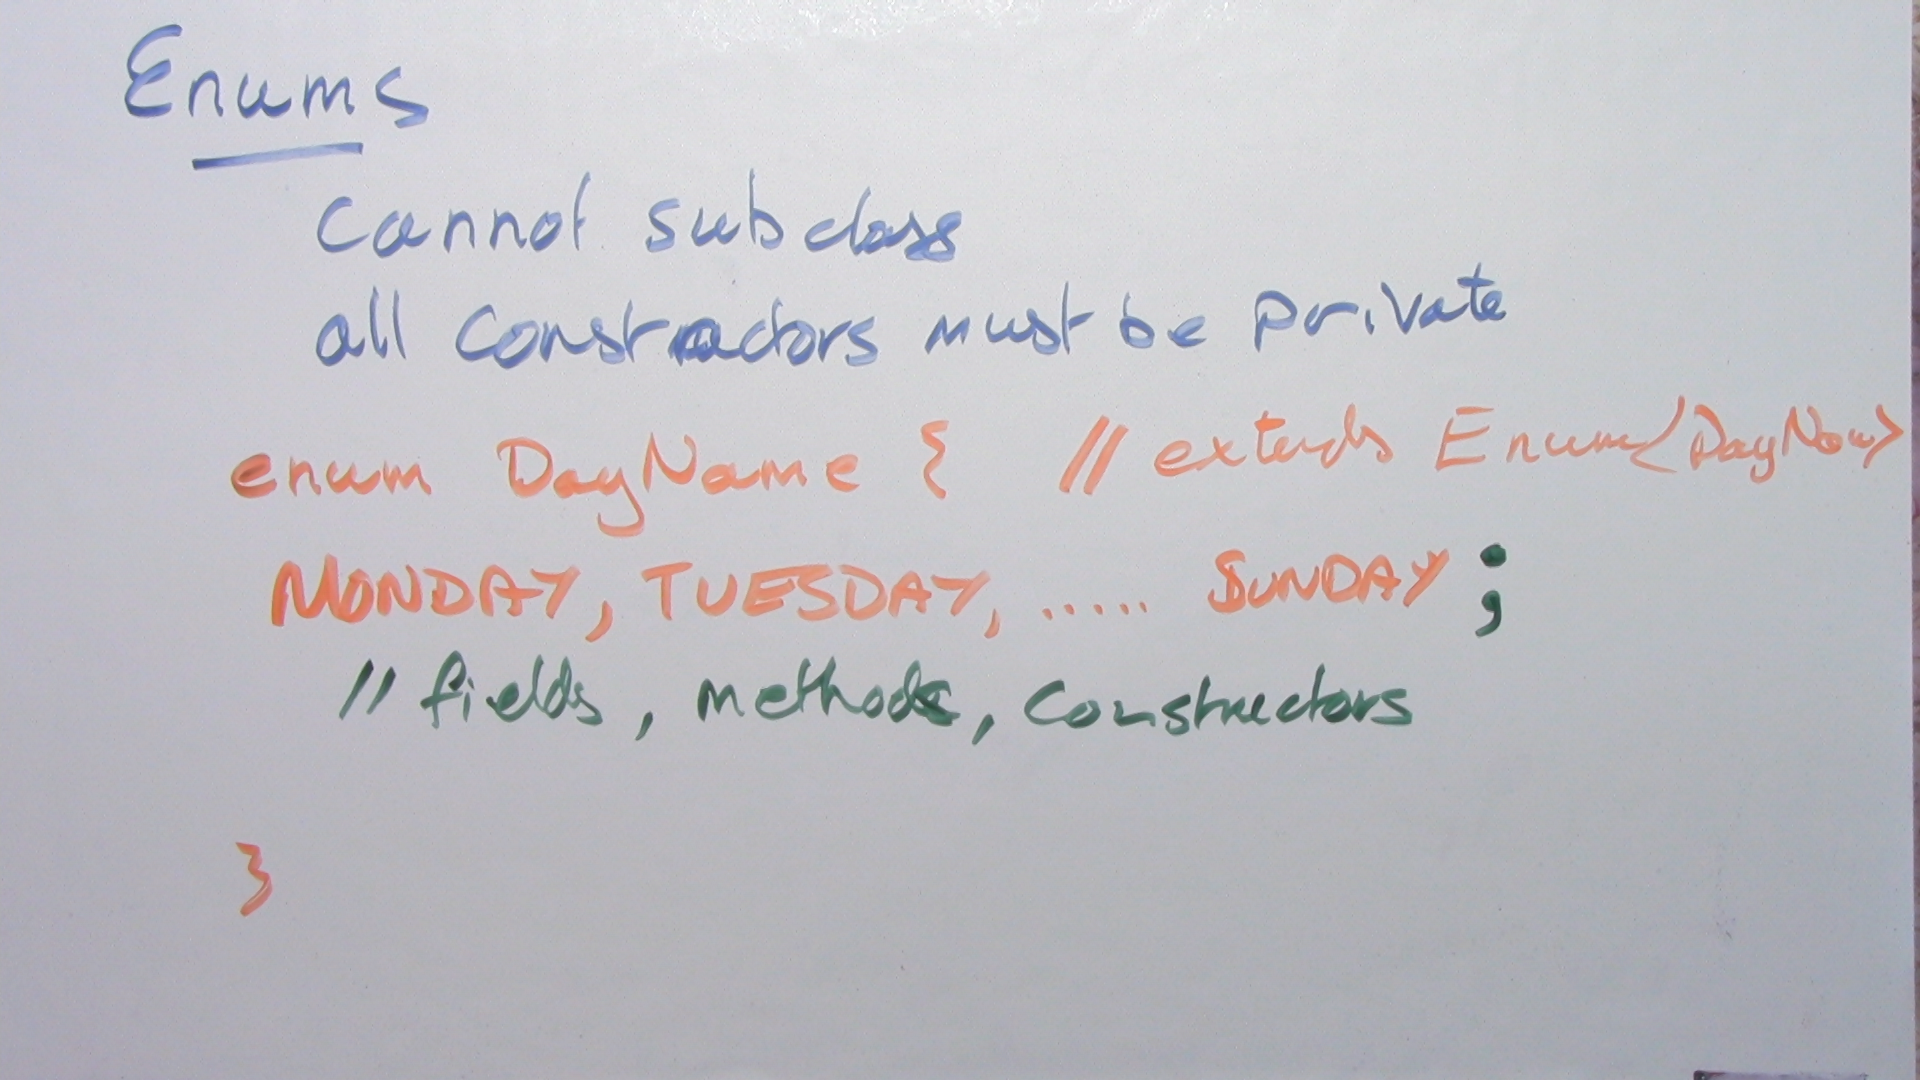 Enums
cannot subclass
all constructors must be private
enum DayName { // extends Enum<DayNam>
MONDAY, TUESDAY, ..... SUNDAY ;
// fields, methods, constructors
}